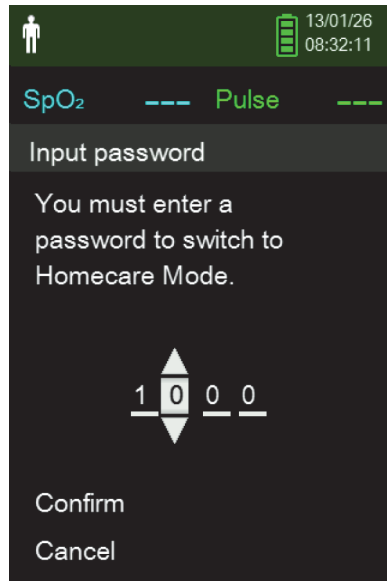 13/01/26
08:32:11
SpO₂ --- Pulse ---
Input password
You must enter a
password to switch to
Homecare Mode.
1 0 0 0
Confirm
Cancel